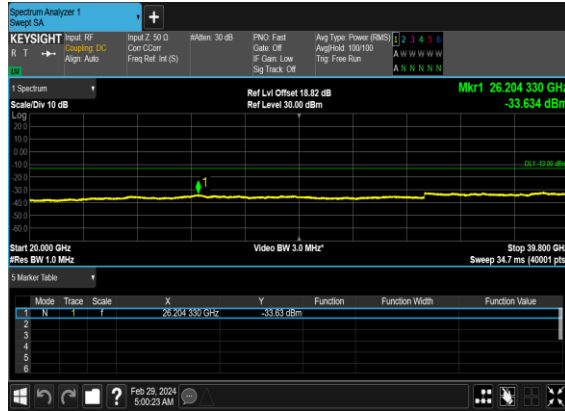 Spectrum Analyzer 1
Swept SA
+
KEYSIGHT Input: RF Input Z: 50 Ω #Atten: 30 dB PNO: Fast Avg Type: Power (RMS) 1 2 3 4 5 6
R T Coupling: DC Corr CCorr Gate: Off Avg|Hold: 100/100 A W W W W W
Align: Auto Freq Ref: Int (S) IF Gain: Low Trig: Free Run
Sig Track: Off A N N N N N
1 Spectrum Ref Lvl Offset 18.82 dB Mkr1 26.204 330 GHz
Scale/Div 10 dB Ref Level 30.00 dBm -33.634 dBm
Log
20.0
10.0
0.00
-10.0
DL1 -13.00 dBm
-20.0
1
-30.0
-40.0
-50.0
-60.0
Start 20.000 GHz Video BW 3.0 MHz* Stop 39.800 GHz
#Res BW 1.0 MHz Sweep 34.7 ms (40001 pts)
5 Marker Table
Mode Trace Scale X Y Function Function Width Function Value
1 N 1 f 26.204 330 GHz -33.63 dBm
2
3
4
5
6
? Feb 29, 2024
5:00:23 AM